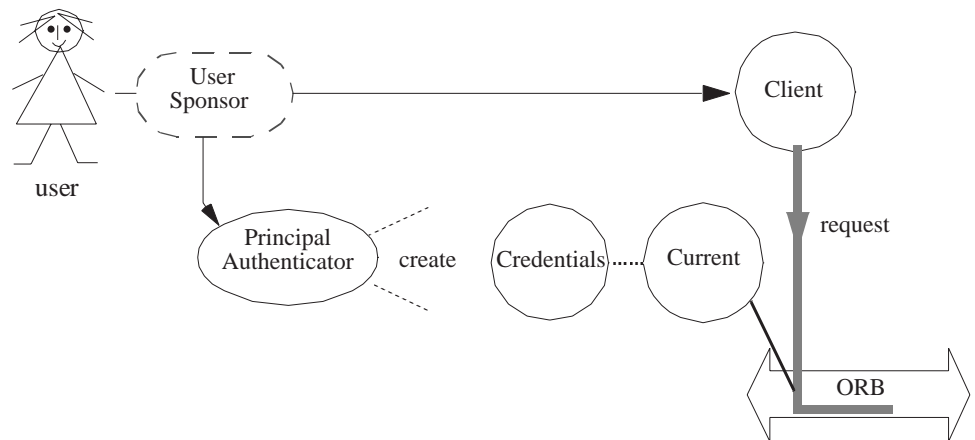 User
Sponsor
Client
user
request
Principal
Authenticator
create
Credentials
Current
ORB